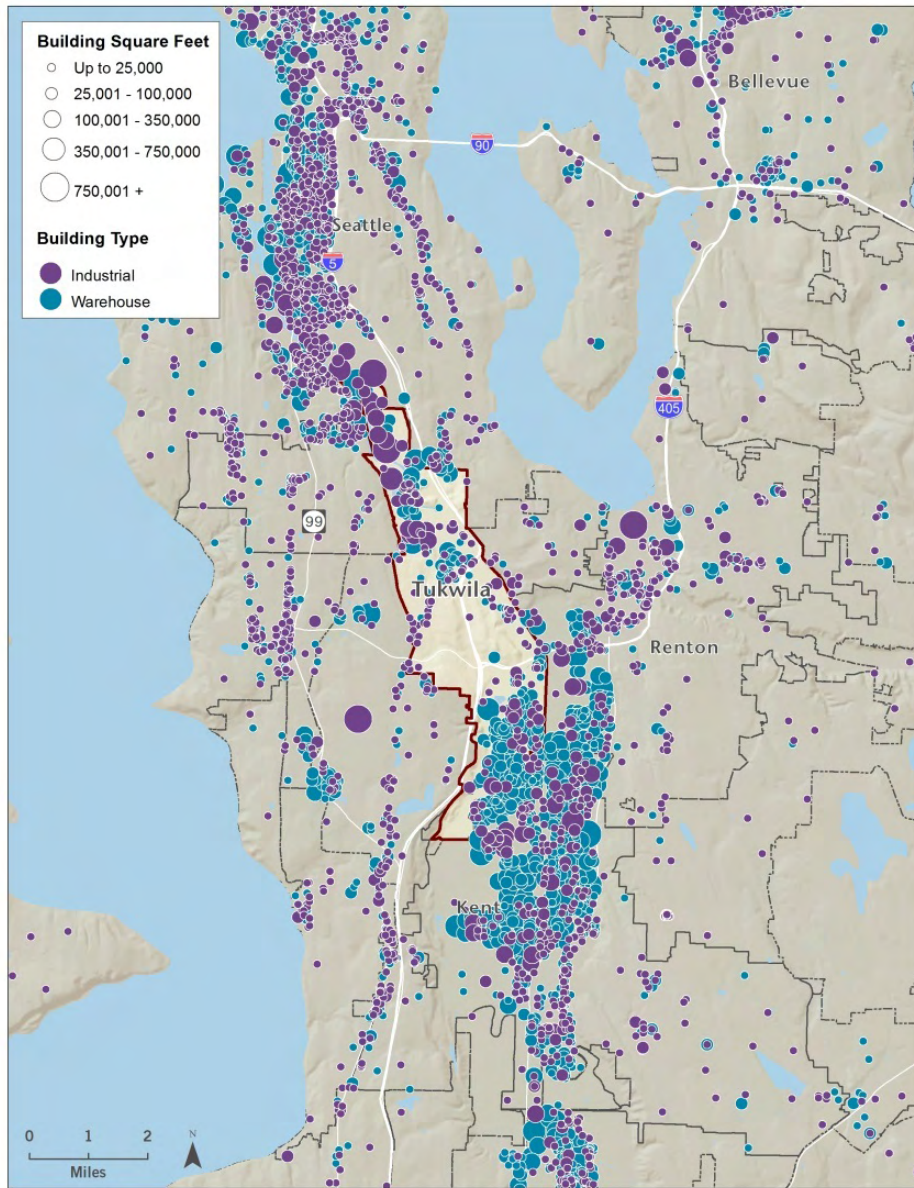 Building Square Feet
Up to 25,000
25,001 - 100,000
100,001 - 350,000
350,001 - 750,000
750,001 +
Building Type
Industrial
Warehouse
Bellevue
90
Seattle
5
405
99
Tukwila
Renton
Kent
0 1 2
Miles
N